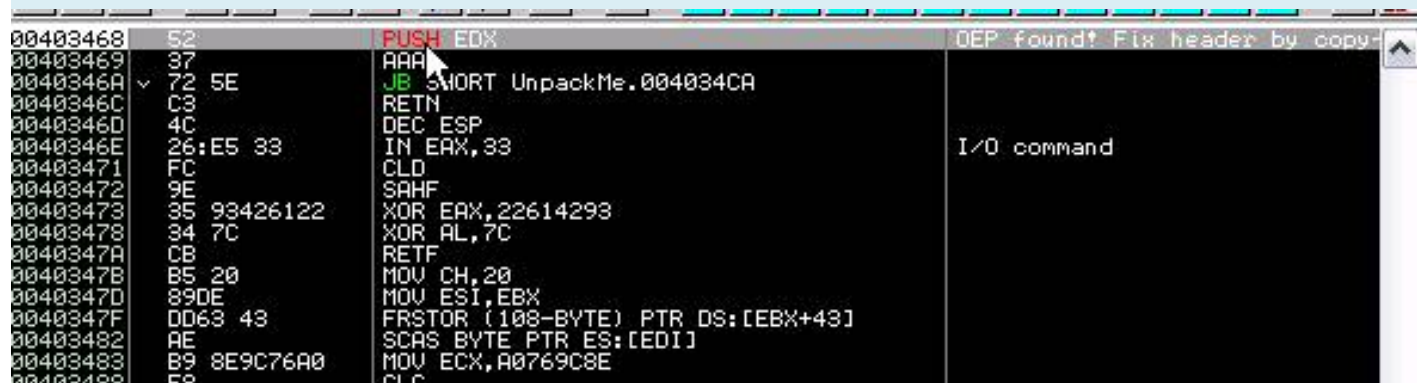 00403468 52 PUSH EDX OEP found! Fix header by copy-
00403469 37 AAA
0040346A 72 5E JB SHORT UnpackMe.004034CA
0040346C C3 RETN
0040346D 4C DEC ESP
0040346E 26:E5 33 IN EAX,33 I/O command
00403471 FC CLD
00403472 9E SAHF
00403473 35 93426122 XOR EAX,22614293
00403478 34 7C XOR AL,7C
0040347A CB RETF
0040347B B5 20 MOV CH,20
0040347D 89DE MOV ESI,EBX
0040347F DD63 43 FRSTOR (108-BYTE) PTR DS:[EBX+43]
00403482 AE SCAS BYTE PTR ES:[EDI]
00403483 B9 8E9C76A0 MOV ECX,A0769C8E